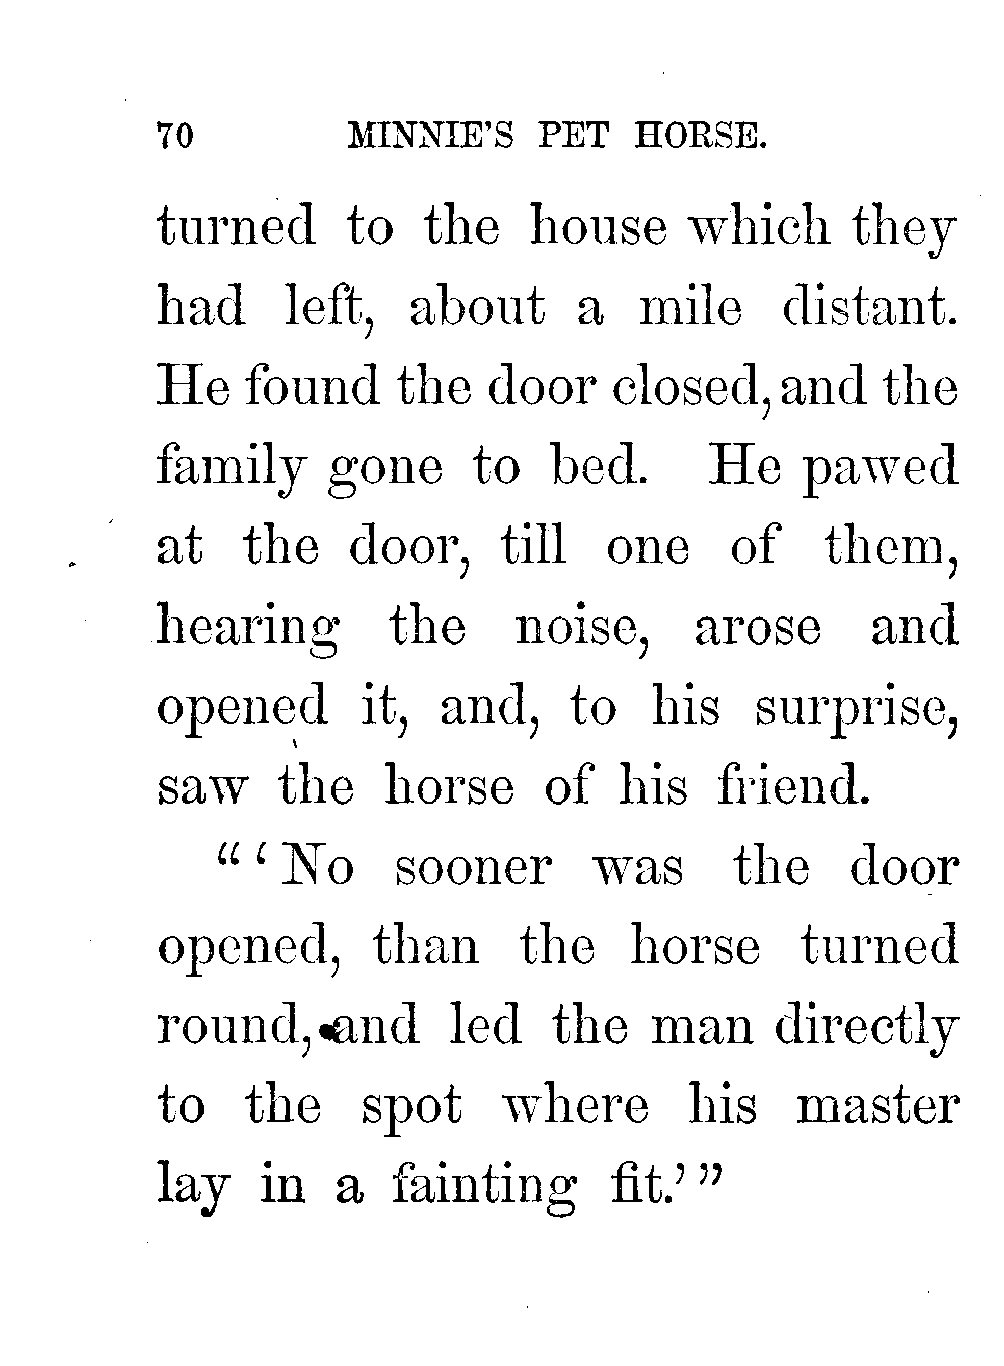 70 MINNIE'S PET HORSE.
turned to the house which they
had left, about a mile distant.
He found the door closed, and the
family gone to bed. He pawed
at the door, till one of them,
hearing the noise, arose and
opened it, and, to his surprise,
saw the horse of his friend.
"'No sooner was the door
opened, than the horse turned
round, and led the man directly
to the spot where his master
lay in a fainting fit.'"